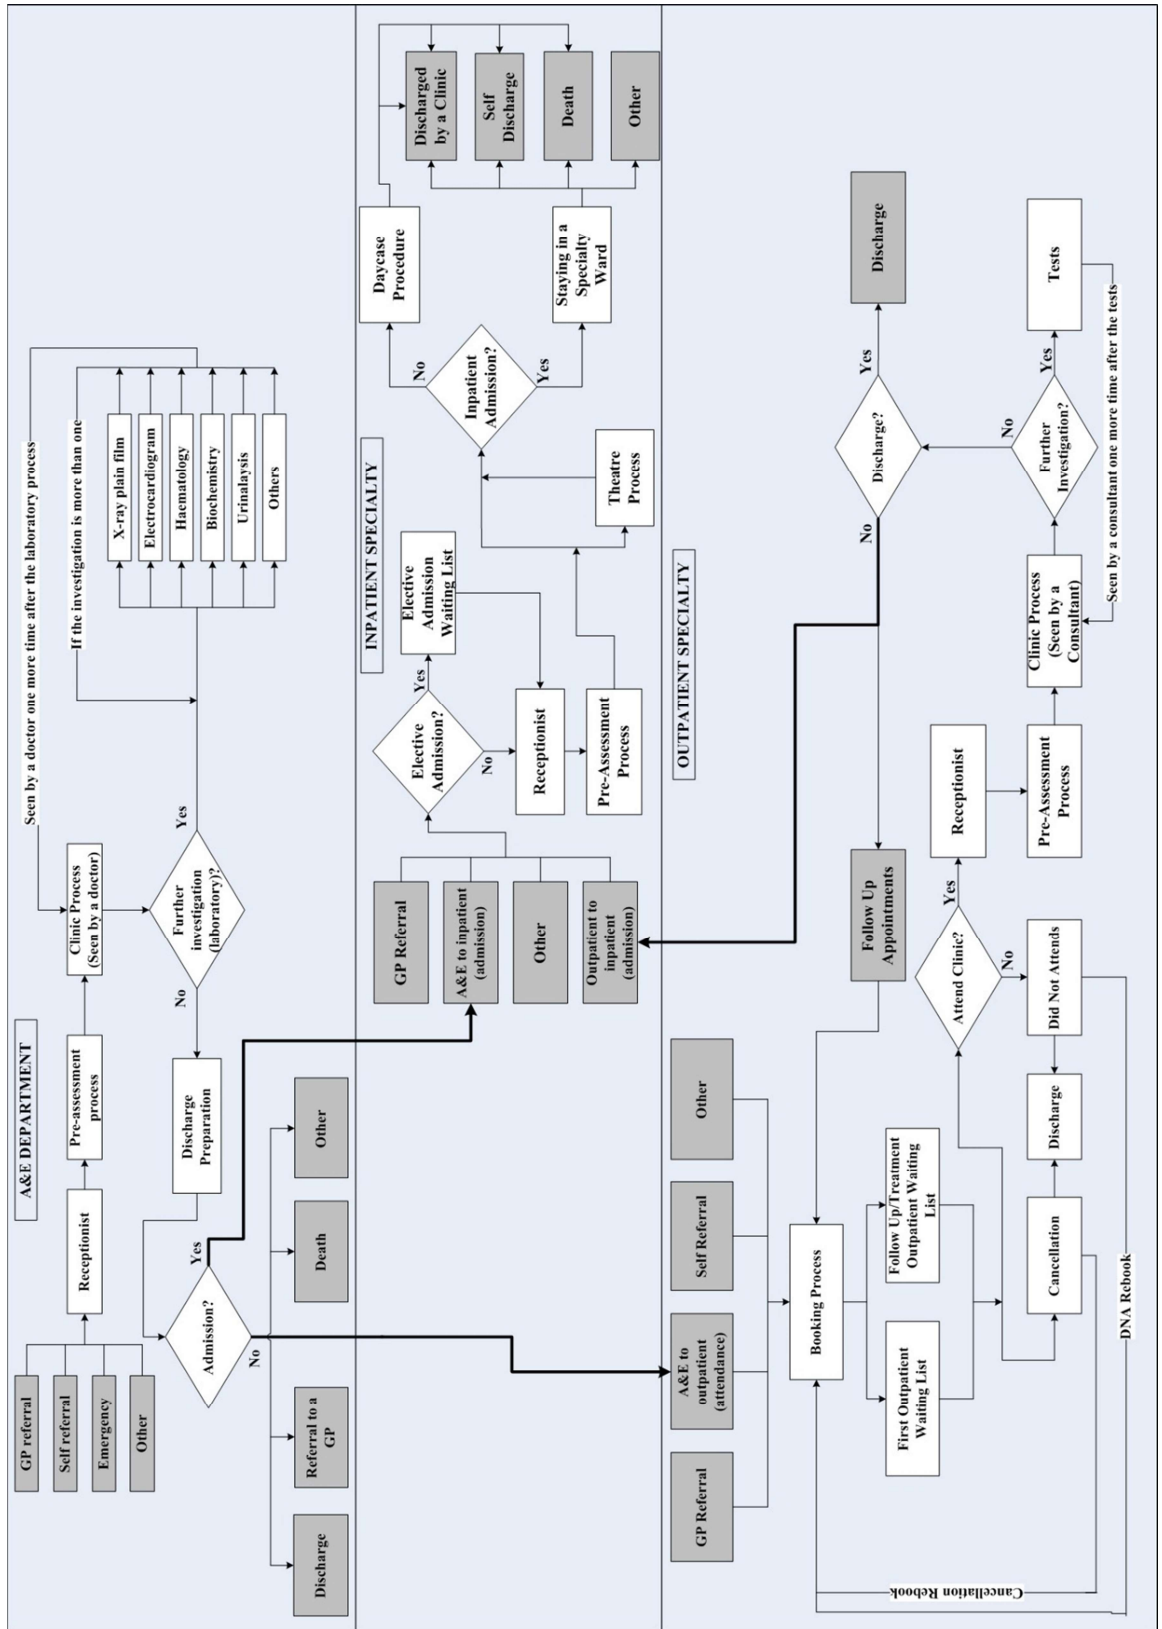 A&E DEPARTMENT
GP referral
Self referral
Emergency
Other
Receptionist
Pre-assessment
process
Clinic Process
(Seen by a doctor)
Seen by a doctor one more time after the laboratory process
If the investigation is more than one
Further
investigation
(laboratory)?
Yes
No
X-ray plain film
Electrocardiogram
Haematology
Biochemistry
Urinalaysis
Others
Discharge
Preparation
Admission?
Yes
No
Discharge
Referral to a
GP
Death
Other
INPATIENT SPECIALTY
GP Referral
A&E to inpatient
(admission)
Other
Outpatient to
inpatient
(admission)
Elective
Admission?
Yes
No
Elective
Admission
Waiting List
Receptionist
Pre-Assessment
Process
Theatre
Process
Inpatient
Admission?
No
Yes
Daycase
Procedure
Staying in a
Specialty
Ward
Discharged
by a Clinic
Self
Discharge
Death
Other
OUTPATIENT SPECIALTY
GP Referral
A&E to
outpatient
(attendance)
Self Referral
Other
Booking Process
First Outpatient
Waiting List
Follow Up/Treatment
Outpatient Waiting
List
Cancellation
Discharge
Did Not Attends
Attend Clinic?
Yes
No
Follow Up
Appointments
Receptionist
Pre-Assessment
Process
Clinic Process
(Seen by a
Consultant)
Further
Investigation?
Yes
No
Tests
Seen by a consultant one more time after the tests
Discharge?
Yes
No
Discharge
Cancellation Rebook
DNA Rebook